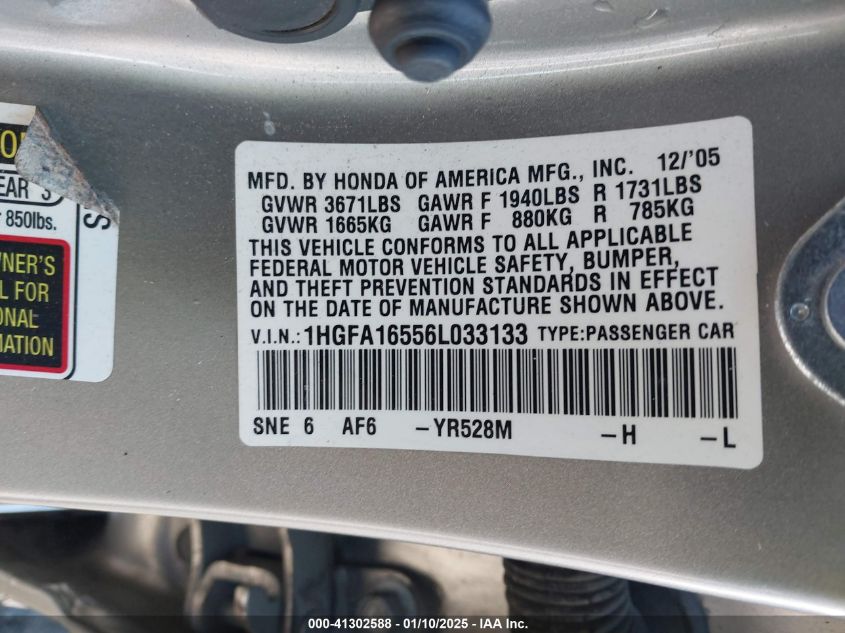 EAR 3
850lbs.
S
WNER'S
L FOR
ONAL
MATION
MFD. BY HONDA OF AMERICA MFG., INC. 12/'05
GVWR 3671LBS GAWR F 1940LBS R 1731LBS
GVWR 1665KG GAWR F 880KG R 785KG
THIS VEHICLE CONFORMS TO ALL APPLICABLE
FEDERAL MOTOR VEHICLE SAFETY, BUMPER,
AND THEFT PREVENTION STANDARDS IN EFFECT
ON THE DATE OF MANUFACTURE SHOWN ABOVE.
V.I.N.: 1HGFA16556L033133 TYPE:PASSENGER CAR
SNE 6 AF6 -YR528M -H -L
000-41302588 — 01/10/2025 — IAA, Inc.